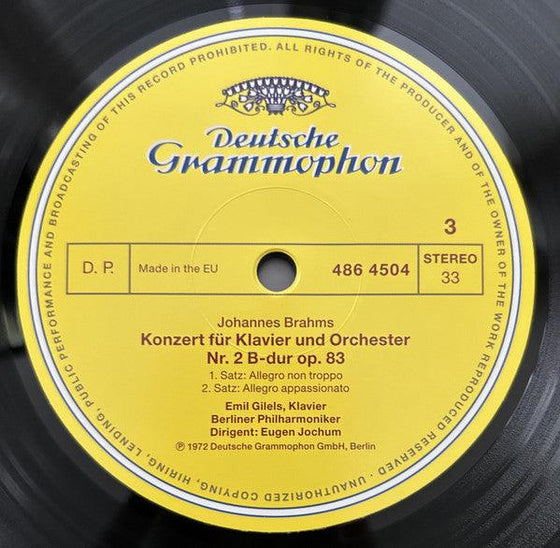 ALL RIGHTS OF THE PRODUCER AND OF THE OWNER OF THE WORK REPRODUCED RESERVED · UNAUTHORIZED COPYING, HIRING, LENDING, PUBLIC PERFORMANCE AND BROADCASTING OF THIS RECORD PROHIBITED.
Deutsche
Grammophon
3
D. P.
Made in the EU
486 4504
STEREO
33
Johannes Brahms
Konzert für Klavier und Orchester
Nr. 2 B-dur op. 83
1. Satz: Allegro non troppo
2. Satz: Allegro appassionato
Emil Gilels, Klavier
Berliner Philharmoniker
Dirigent: Eugen Jochum
℗ 1972 Deutsche Grammophon GmbH, Berlin